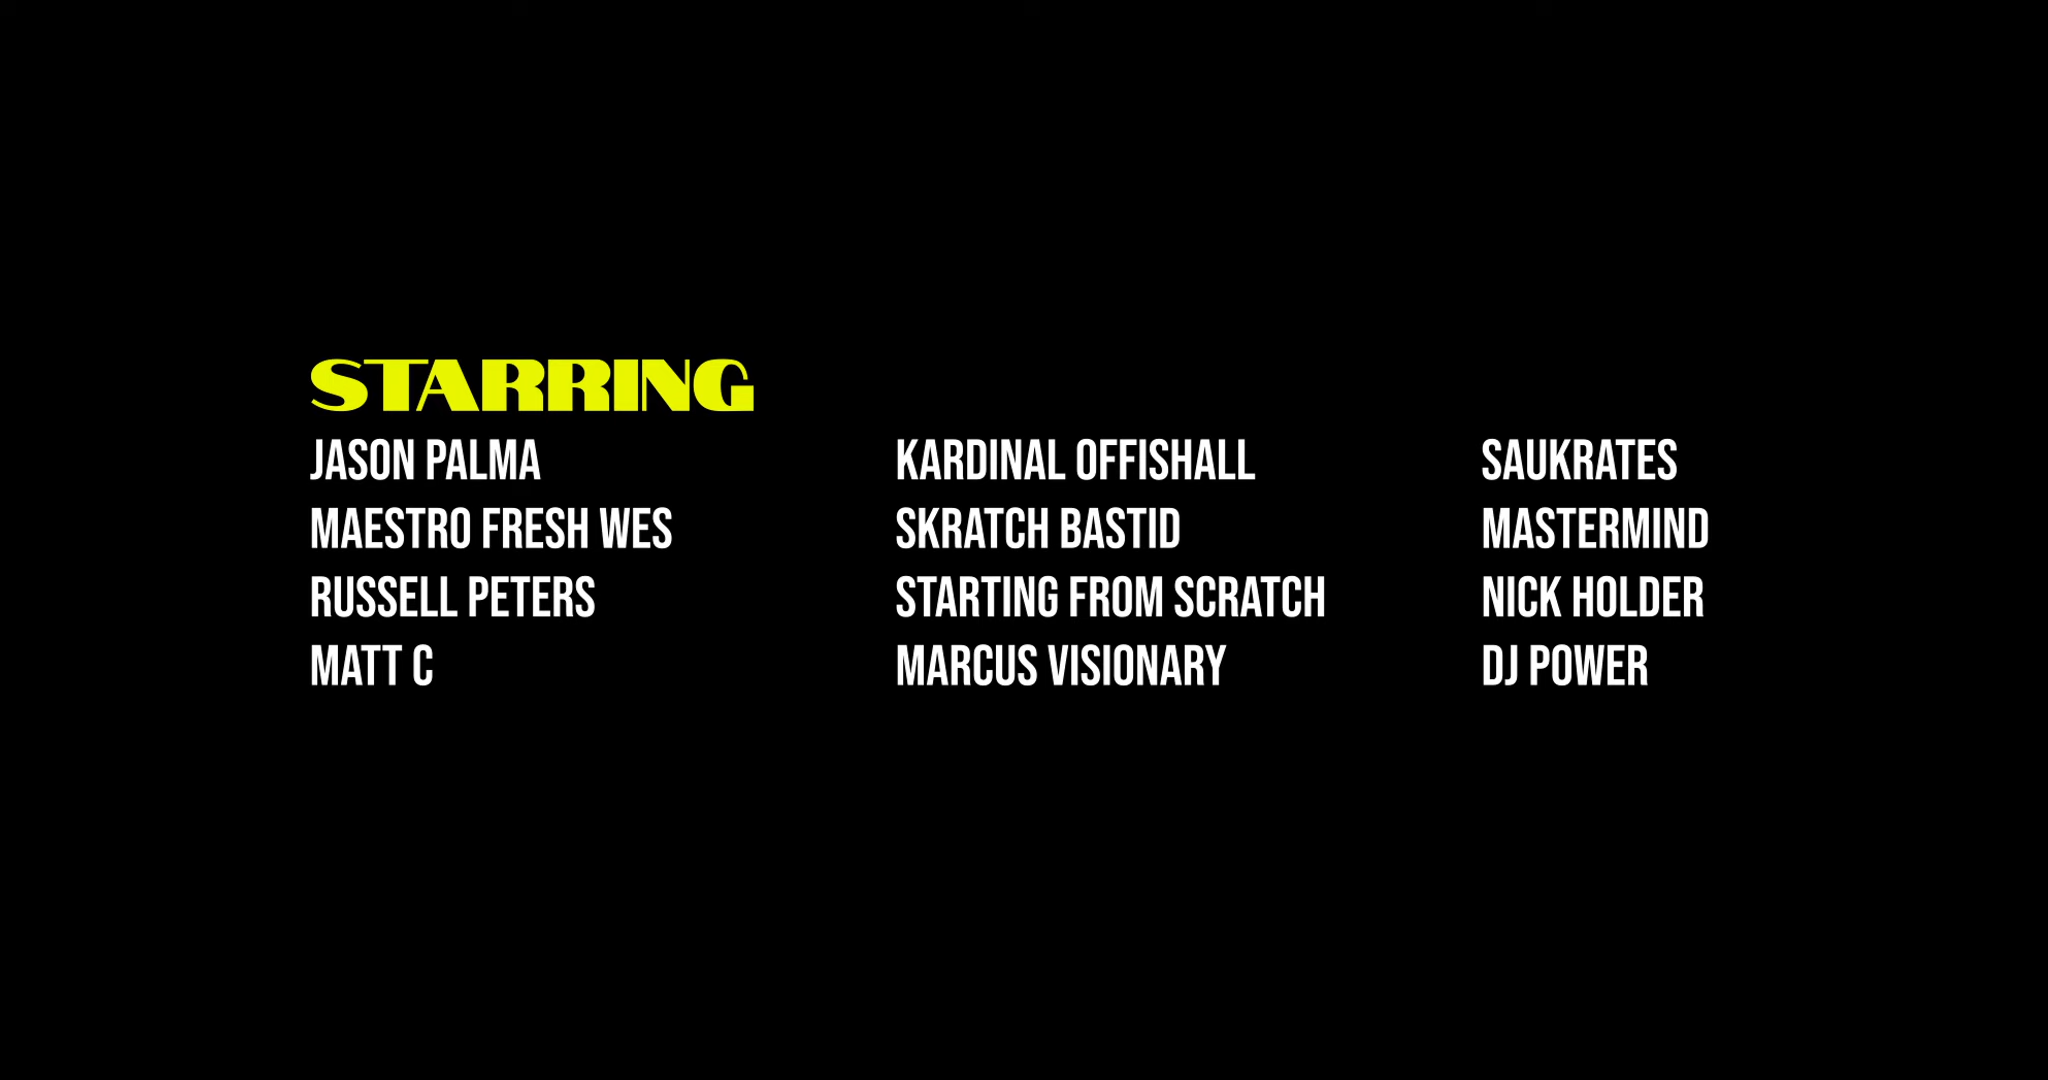 STARRING
JASON PALMA
MAESTRO FRESH WES
RUSSELL PETERS
MATT C
KARDINAL OFFISHALL
SKRATCH BASTID
STARTING FROM SCRATCH
MARCUS VISIONARY
SAUKRATES
MASTERMIND
NICK HOLDER
DJ POWER